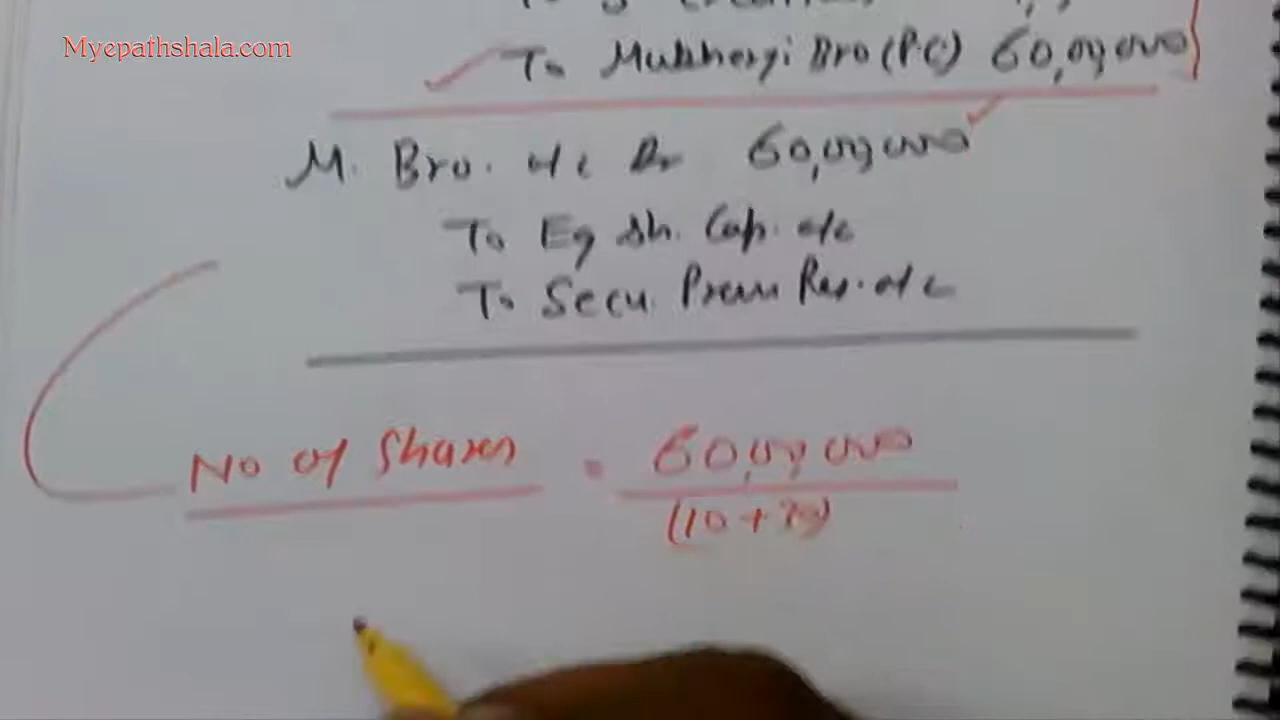 Myepathshala.com
To Mukherji Bro (P.C) 60,00,000
M. Bro. a/c Dr 60,00,000
To Eq Sh. Cap. a/c
To Secu. Prem Res. a/c
No of Shares = 60,00,000
(10 + 20)